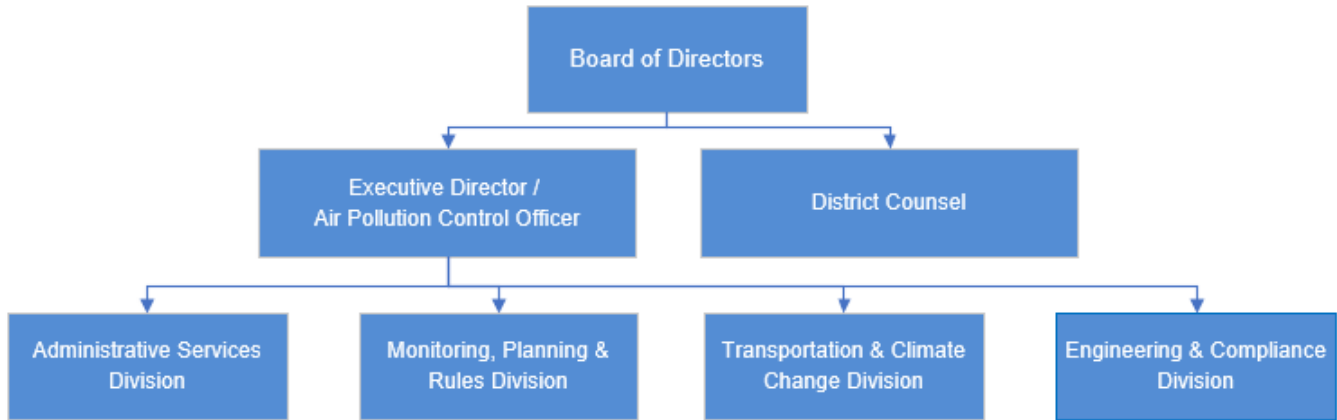 Board of Directors
Executive Director /
Air Pollution Control Officer
District Counsel
Administrative Services
Division
Monitoring, Planning &
Rules Division
Transportation & Climate
Change Division
Engineering & Compliance
Division